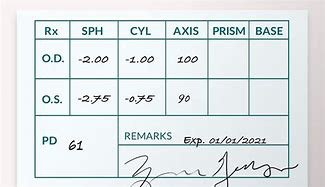 Rx SPH CYL AXIS PRISM BASE
O.D. -2.00 -1.00 100
O.S. -2.75 -0.75 90
PD 61 REMARKS Exp. 01/01/2021